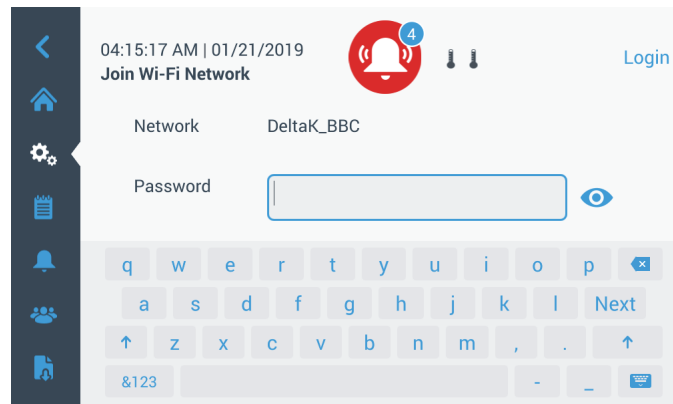 4
04:15:17 AM | 01/21/2019
Login
Join Wi-Fi Network
Network DeltaK_BBC
Password
q w e r t y u i o p
a s d f g h j k l Next
z x c v b n m , .
&123 - _